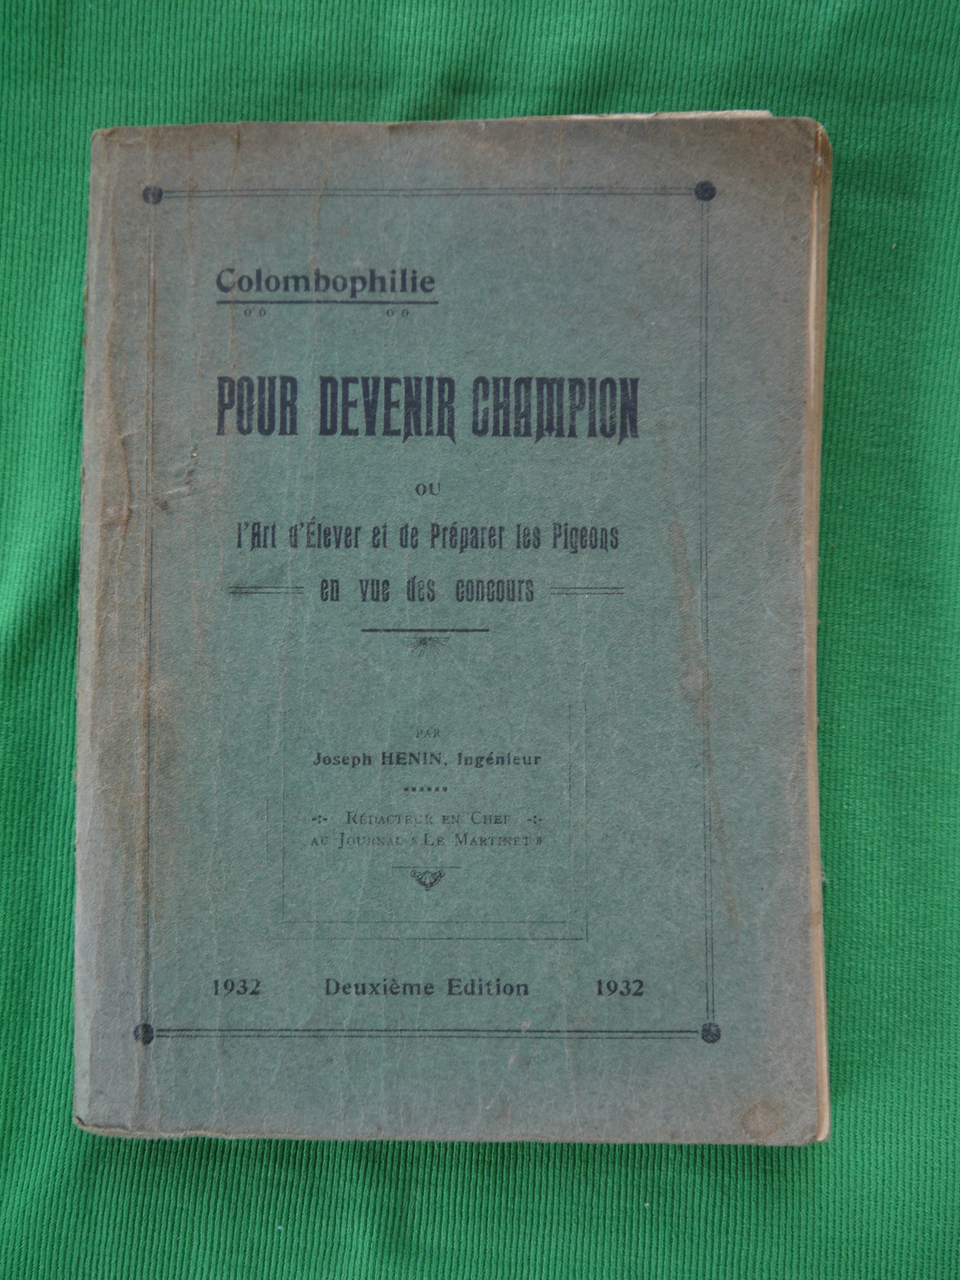 Colombophilie
POUR DEVENIR CHAMPION
OU
l'Art d'Élever et de Préparer les Pigeons
en vue des concours
PAR
Joseph HENIN, Ingénieur
RÉDACTEUR EN CHEF
AU JOURNAL « LE MARTINET »
1932 Deuxième Edition 1932